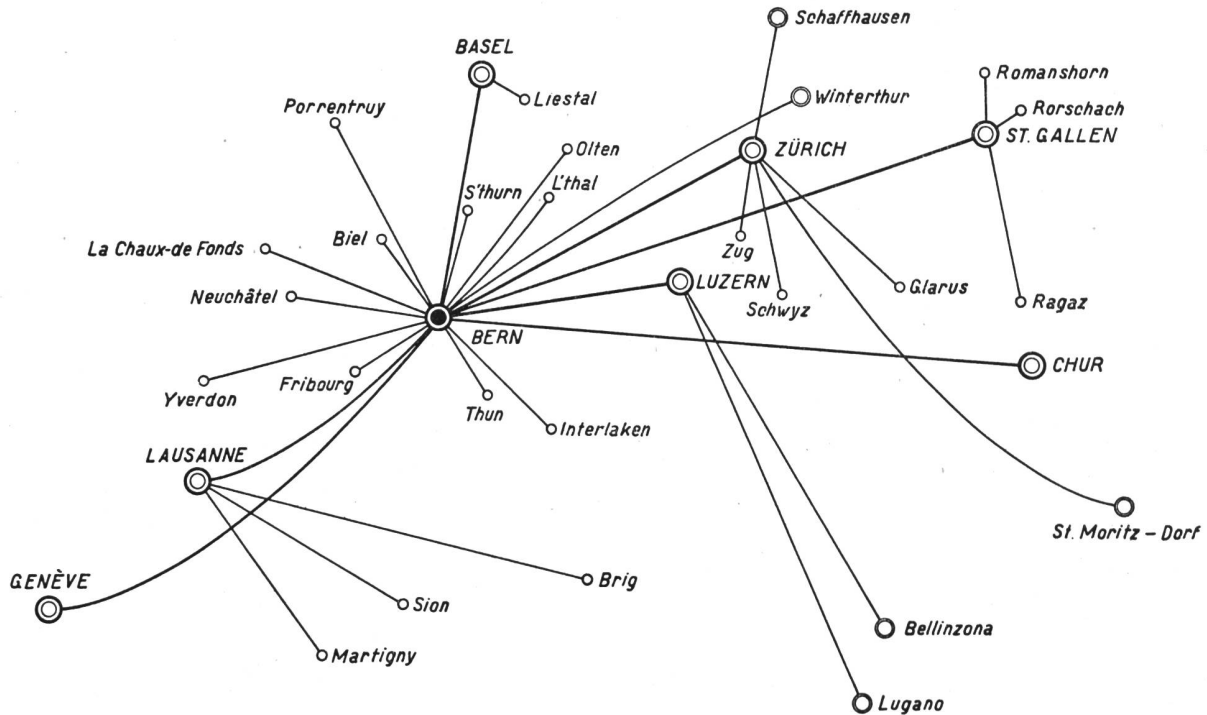 Schaffhausen
BASEL
Romanshorn
Liestal
Winterthur
Porrentruy
Rorschach
ST. GALLEN
Olten
ZÜRICH
S'thurn
L'thal
Biel
La Chaux-de Fonds
Zug
Neuchâtel
LUZERN
Schwyz
Glarus
Ragaz
BERN
CHUR
Fribourg
Yverdon
Thun
Interlaken
LAUSANNE
St. Moritz – Dorf
GENÈVE
Brig
Sion
Bellinzona
Martigny
Lugano